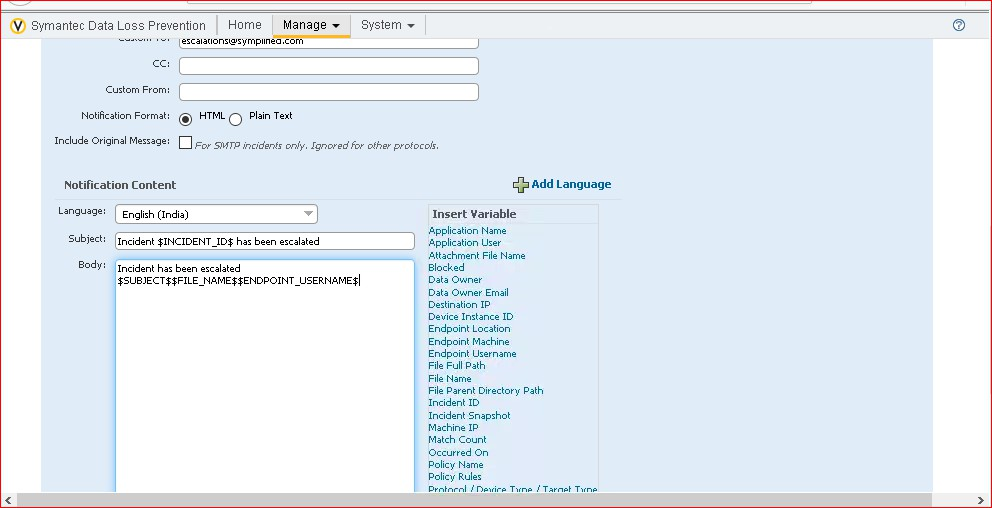 Symantec Data Loss Prevention Home Manage System
Custom To: escalations@symplified.com
CC:
Custom From:
Notification Format: HTML Plain Text
Include Original Message: For SMTP incidents only. Ignored for other protocols.
Notification Content Add Language
Language: English (India)
Subject: Incident $INCIDENT_ID$ has been escalated
Body: Incident has been escalated
$SUBJECT$$FILE_NAME$$ENDPOINT_USERNAME$
Insert Variable
Application Name
Application User
Attachment File Name
Blocked
Data Owner
Data Owner Email
Destination IP
Device Instance ID
Endpoint Location
Endpoint Machine
Endpoint Username
File Full Path
File Name
File Parent Directory Path
Incident ID
Incident Snapshot
Machine IP
Match Count
Occurred On
Policy Name
Policy Rules
Protocol / Device Type / Target Type